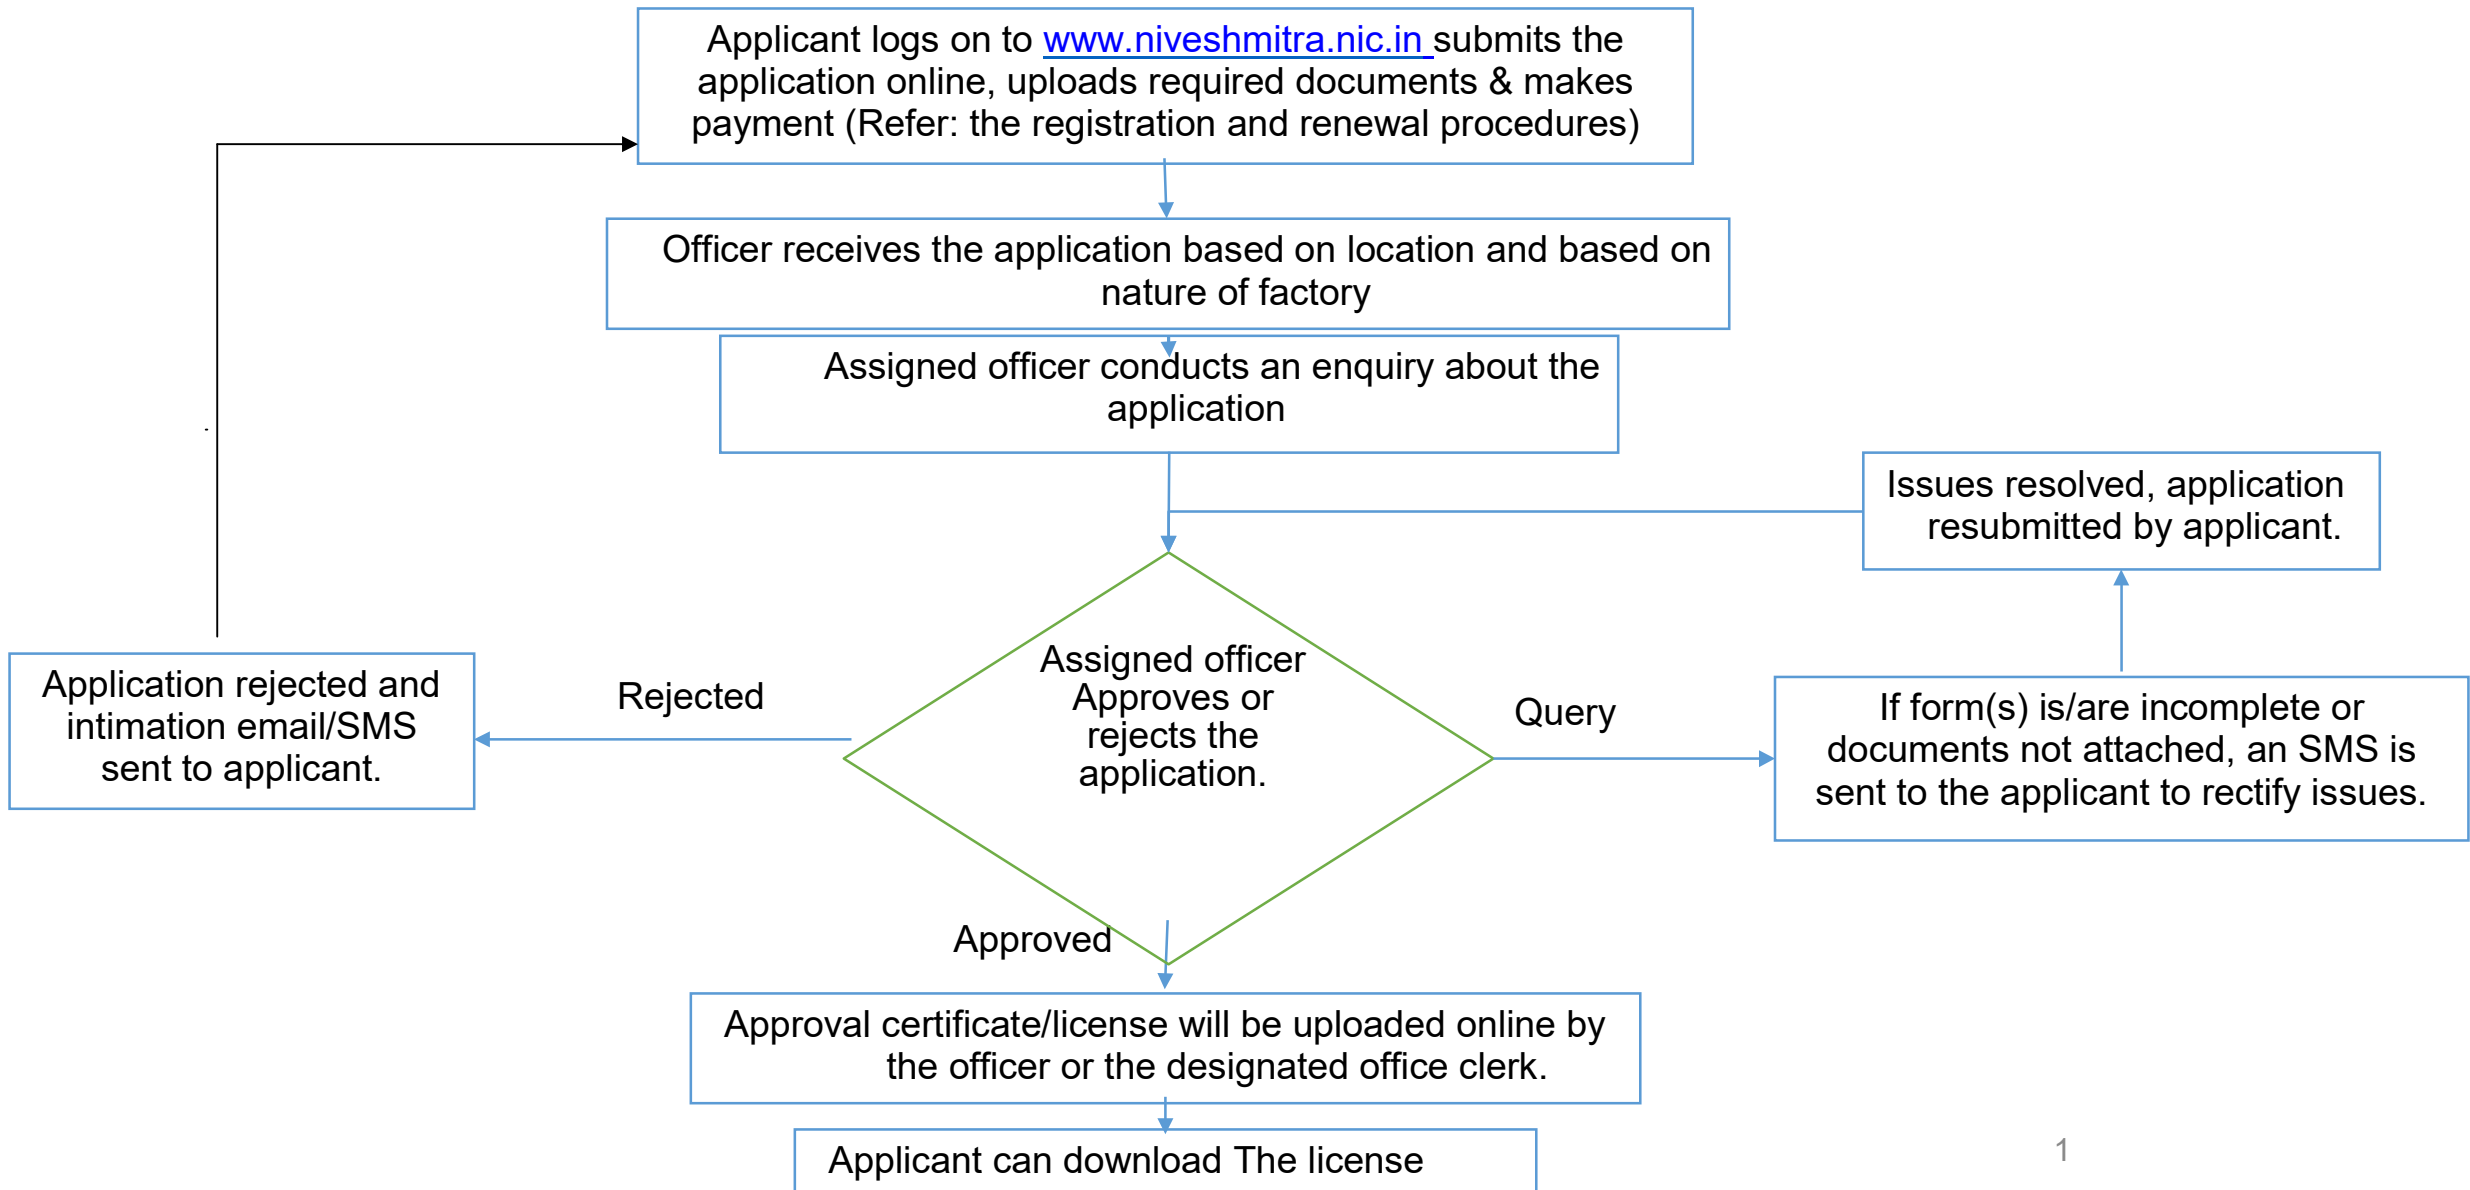 Applicant logs on to www.niveshmitra.nic.in submits the
application online, uploads required documents & makes
payment (Refer: the registration and renewal procedures)
Officer receives the application based on location and based on
nature of factory
Assigned officer conducts an enquiry about the
application
Issues resolved, application
resubmitted by applicant.
Assigned officer
Approves or
rejects the
application.
Rejected
Application rejected and
intimation email/SMS
sent to applicant.
Query
If form(s) is/are incomplete or
documents not attached, an SMS is
sent to the applicant to rectify issues.
Approved
Approval certificate/license will be uploaded online by
the officer or the designated office clerk.
Applicant can download The license
1